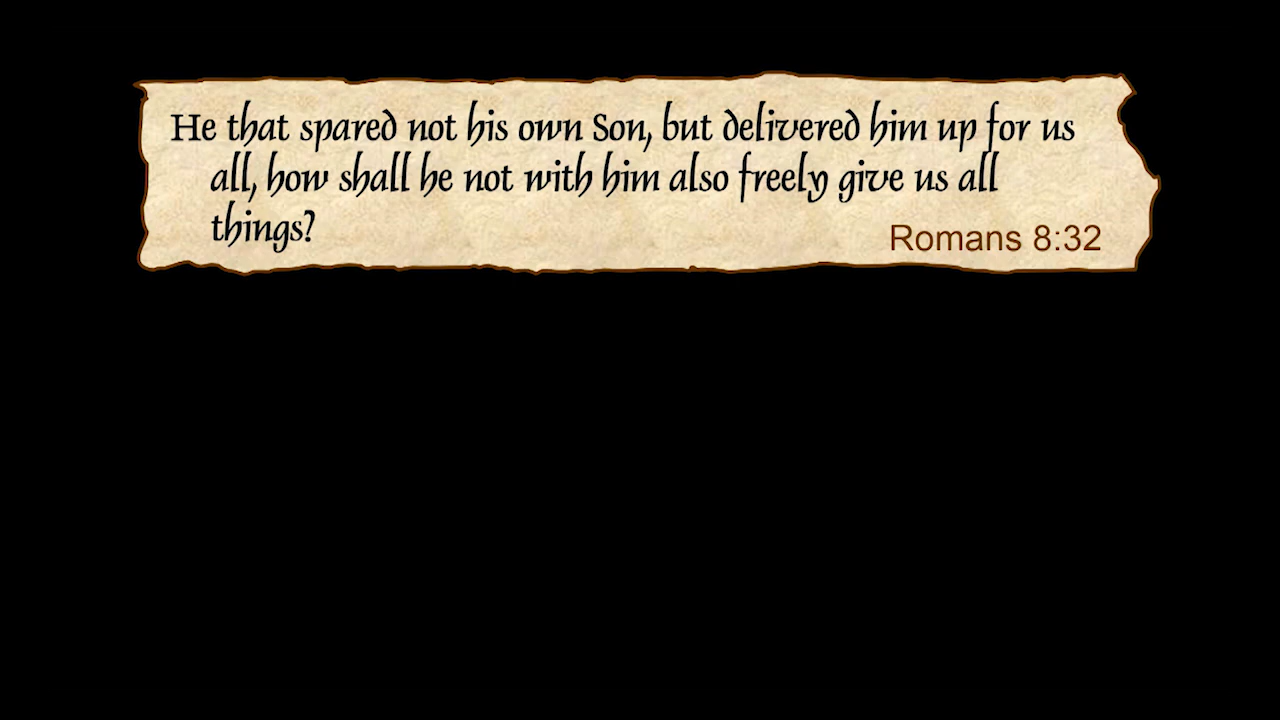 He that spared not his own Son, but delivered him up for us
all, how shall he not with him also freely give us all
things?
Romans 8:32